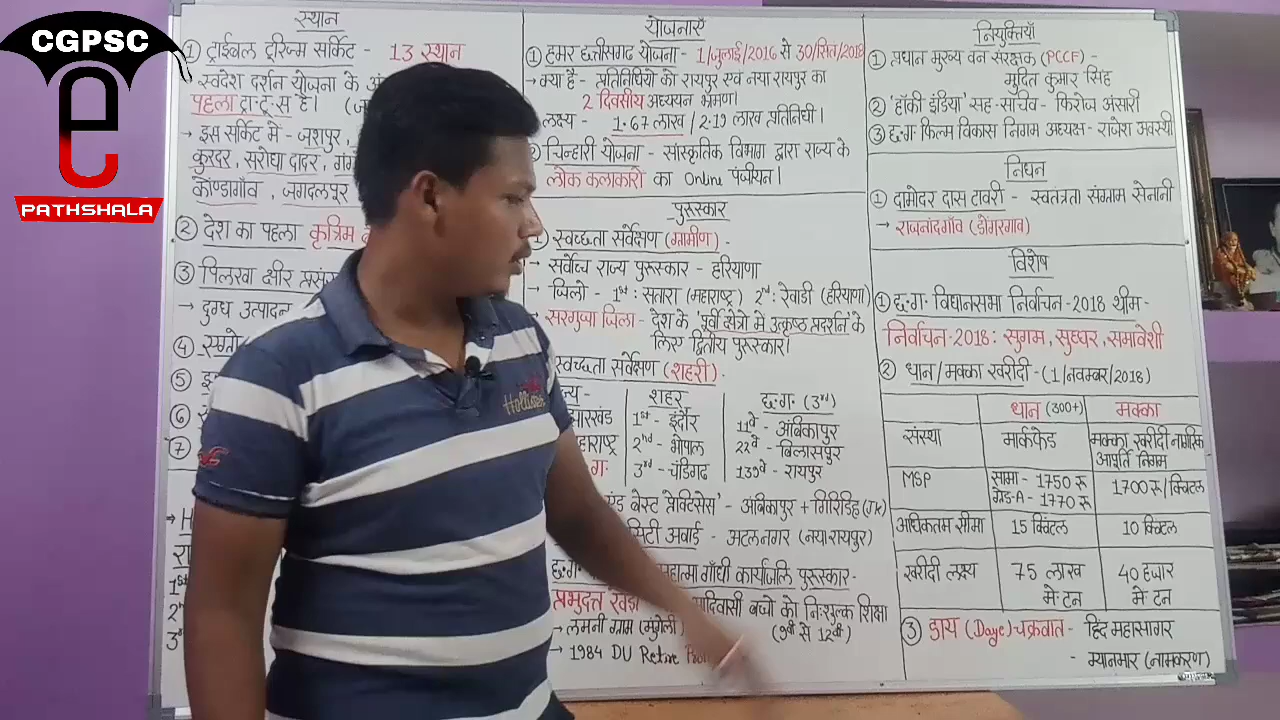 CGPSC
PATHSHALA
स्थान
① ट्राईबल टूरिज्म सर्किट - 13 स्थान
→ स्वदेश दर्शन योजना के
पहला ट्रा॰टू॰स है।
→ इस सर्किट में - जशपुर,
कुरदर, सरोधा दादर,
कोण्डागाँव, जगदलपूर
② देश का पहला कृत्रिम
③ पिलखा क्षीर
→ दुग्ध उत्पादन
④
⑤
⑥
⑦
1st
2nd
योजनाएँ
① हमर छत्तीसगढ योजना - 1/जुलाई/2016 से 30/सित/2018
→ क्या है - प्रतिनिधियो को रायपुर एवं नया रायपुर का
2 दिवसीय अध्ययन भ्रमण।
लक्ष्य - 1.67 लाख / 2.19 लाख प्रतिनिधी।
② चिन्हारी योजना - सांस्कृतिक विभाग द्वारा राज्य के
लोक कलाकारो का Online पंजीयन।
पुरूस्कार
① स्वच्छता सर्वेक्षण (ग्रामीण) -
→ सर्वोच्च राज्य पुरूस्कार - हरियाणा
→ जिलो - 1st: सतारा (महाराष्ट्र) 2nd: रेवाडी (हरियाणा)
→ सरगुजा जिला - देश के 'पूर्वी क्षेत्रो में उत्कृष्ठ प्रदर्शन' के
लिए द्वितीय पुरूस्कार।
स्वच्छता सर्वेक्षण (शहरी).
शहर
छ॰ग॰ (3rd)
1st - इंदौर
11वे - अंबिकापुर
2nd - भोपाल
22वे - बिलासपुर
3rd - चंडिगढ
139वे - रायपुर
एंड बेस्ट प्रेक्टिसेस' - अंबिकापुर + गिरिडिह (JK)
सिटी अवार्ड - अटलनगर (नया रायपुर)
छ॰ग॰ महात्मा गाँधी कार्यांजलि पुरूस्कार -
प्रभुदत्त खेडा आदिवासी बच्चो को निःशुल्क शिक्षा
→ लमनी ग्राम (मुंगेली) (9वी से 12वी)
→ 1984 DU Retire
नियुक्तियाँ
① प्रधान मुख्य वन संरक्षक (PCCF) -
मुदित कुमार सिंह
② 'हॉकी इंडिया' सह-सचिव - फिरोज अंसारी
③ छ॰ग॰ फिल्म विकास निगम अध्यक्ष - राजेश अवस्थी
निधन
① दामोदर दास टावरी - स्वतंत्रता संग्राम सेनानी
→ राजनांदगाँव (डोंगरगांव)
विशेष
① छ॰ग॰ विधानसभा निर्वाचन-2018 थीम -
निर्वाचन-2018: सुगम, सुघ्घर, समावेशी
② धान/मक्का खरीदी - (1/नवम्बर/2018)
धान (300+) मक्का
संस्था मार्कफेड मक्का खरीदी नागरिक
आपूर्ति निगम
MSP सामा - 1750 रू 1700 रू/क्विंटल
ग्रेड-A - 1770 रू
अधिकतम सीमा 15 क्विंटल 10 क्विंटल
खरीदी लक्ष्य 75 लाख 40 हजार
मे॰ टन मे॰ टन
③ डाय (Daye) चक्रवात - हिंद महासागर
- म्यानमार (नामकरण)